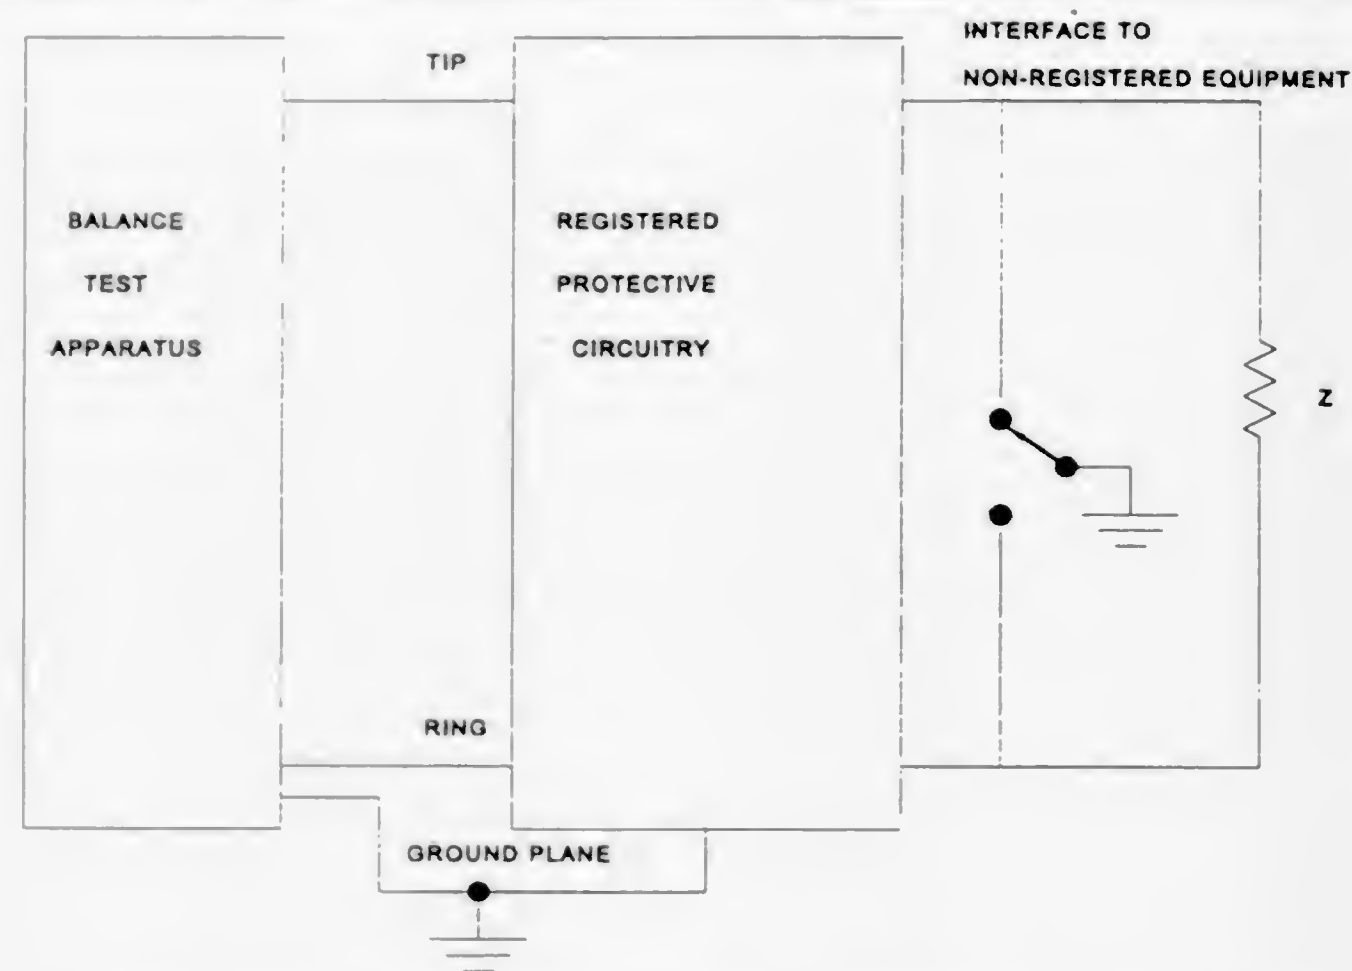 INTERFACE TO
NON-REGISTERED EQUIPMENT
TIP
BALANCE
TEST
APPARATUS
REGISTERED
PROTECTIVE
CIRCUITRY
Z
RING
GROUND PLANE